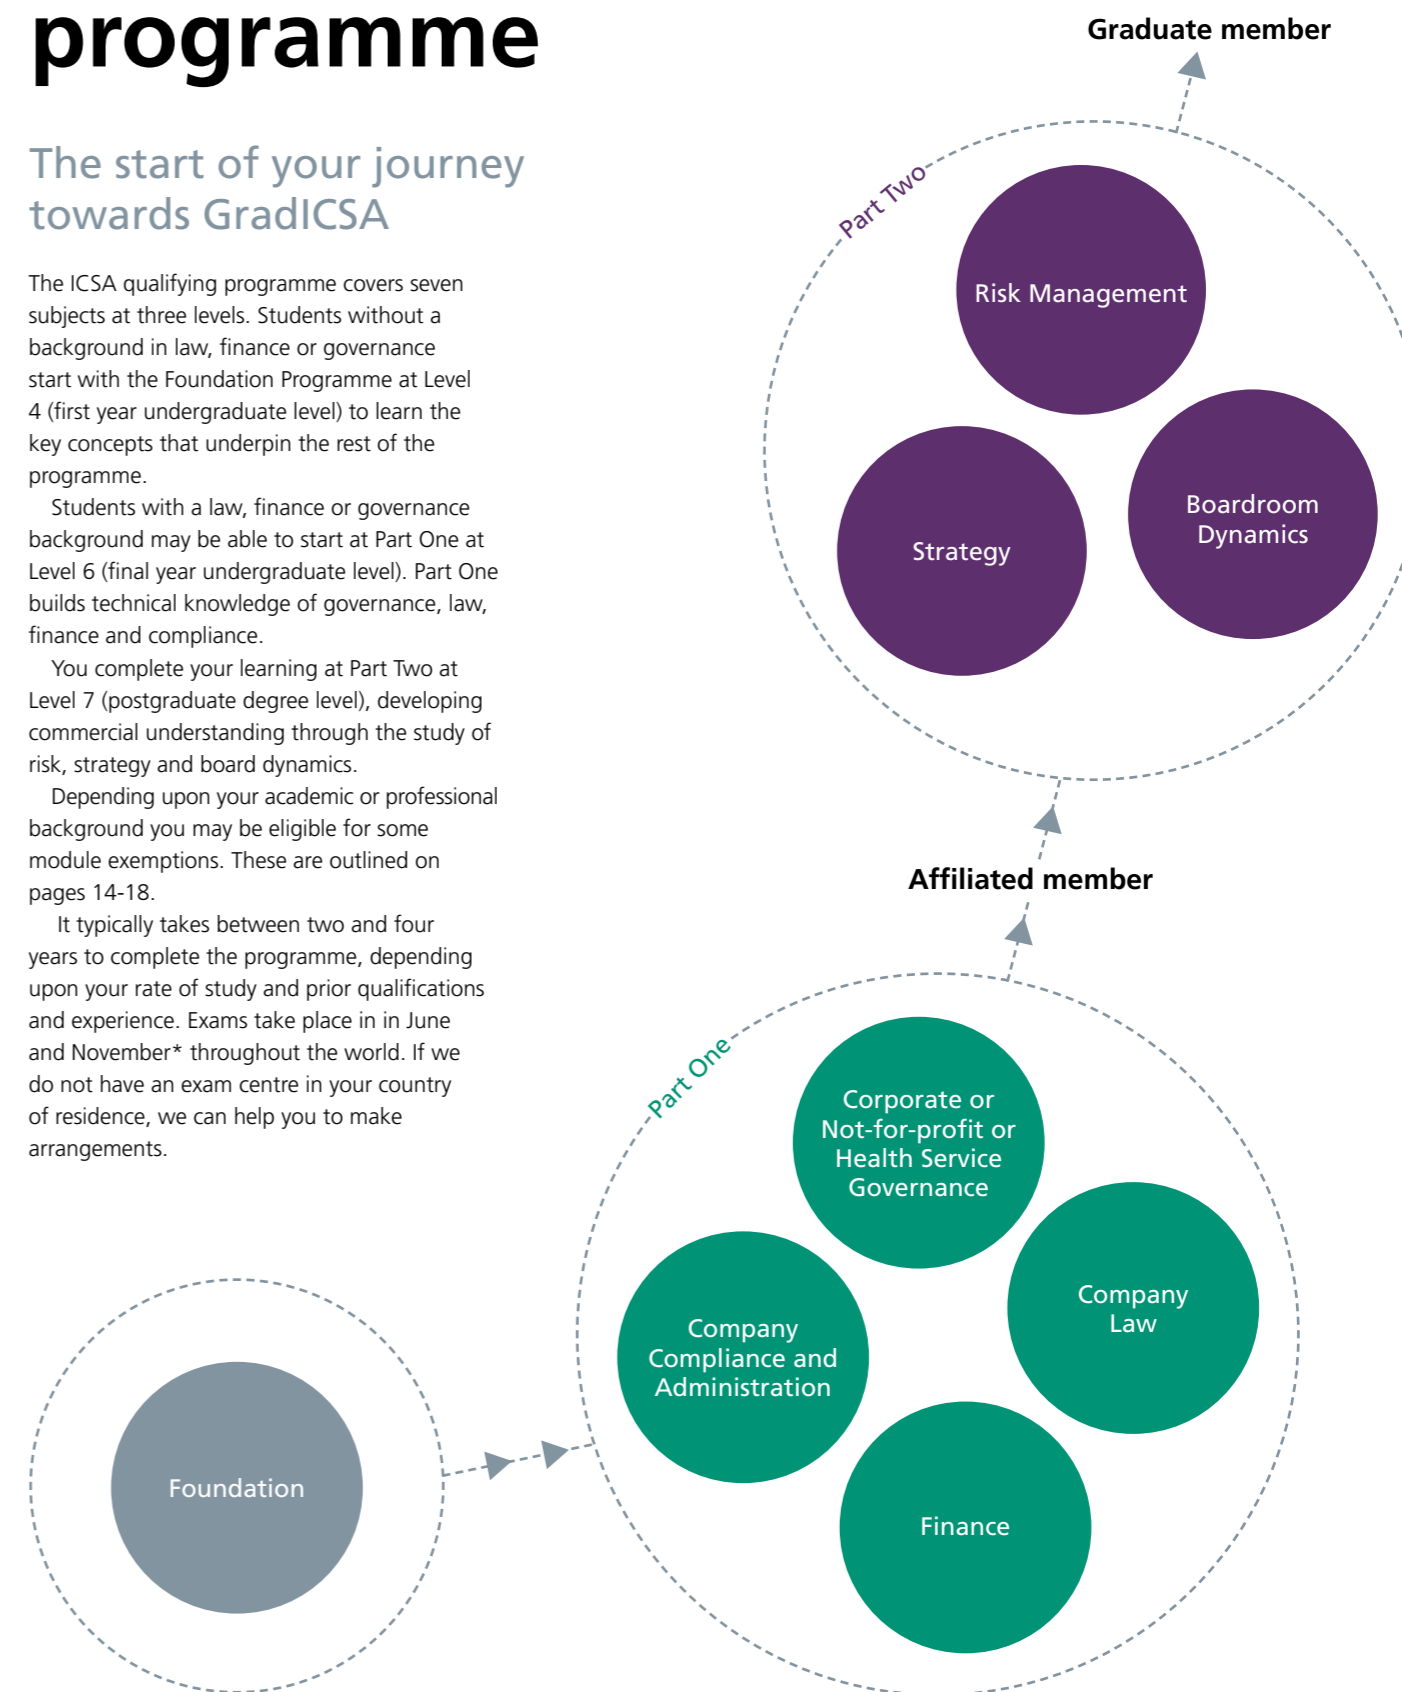 programme
The start of your journey
towards GradICSA
The ICSA qualifying programme covers seven
subjects at three levels. Students without a
background in law, finance or governance
start with the Foundation Programme at Level
4 (first year undergraduate level) to learn the
key concepts that underpin the rest of the
programme.
Students with a law, finance or governance
background may be able to start at Part One at
Level 6 (final year undergraduate level). Part One
builds technical knowledge of governance, law,
finance and compliance.
You complete your learning at Part Two at
Level 7 (postgraduate degree level), developing
commercial understanding through the study of
risk, strategy and board dynamics.
Depending upon your academic or professional
background you may be eligible for some
module exemptions. These are outlined on
pages 14-18.
It typically takes between two and four
years to complete the programme, depending
upon your rate of study and prior qualifications
and experience. Exams take place in in June
and November* throughout the world. If we
do not have an exam centre in your country
of residence, we can help you to make
arrangements.
Graduate member
Part Two
Risk Management
Boardroom
Dynamics
Strategy
Affiliated member
Part One
Corporate or
Not-for-profit or
Health Service
Governance
Company
Law
Company
Compliance and
Administration
Finance
Foundation